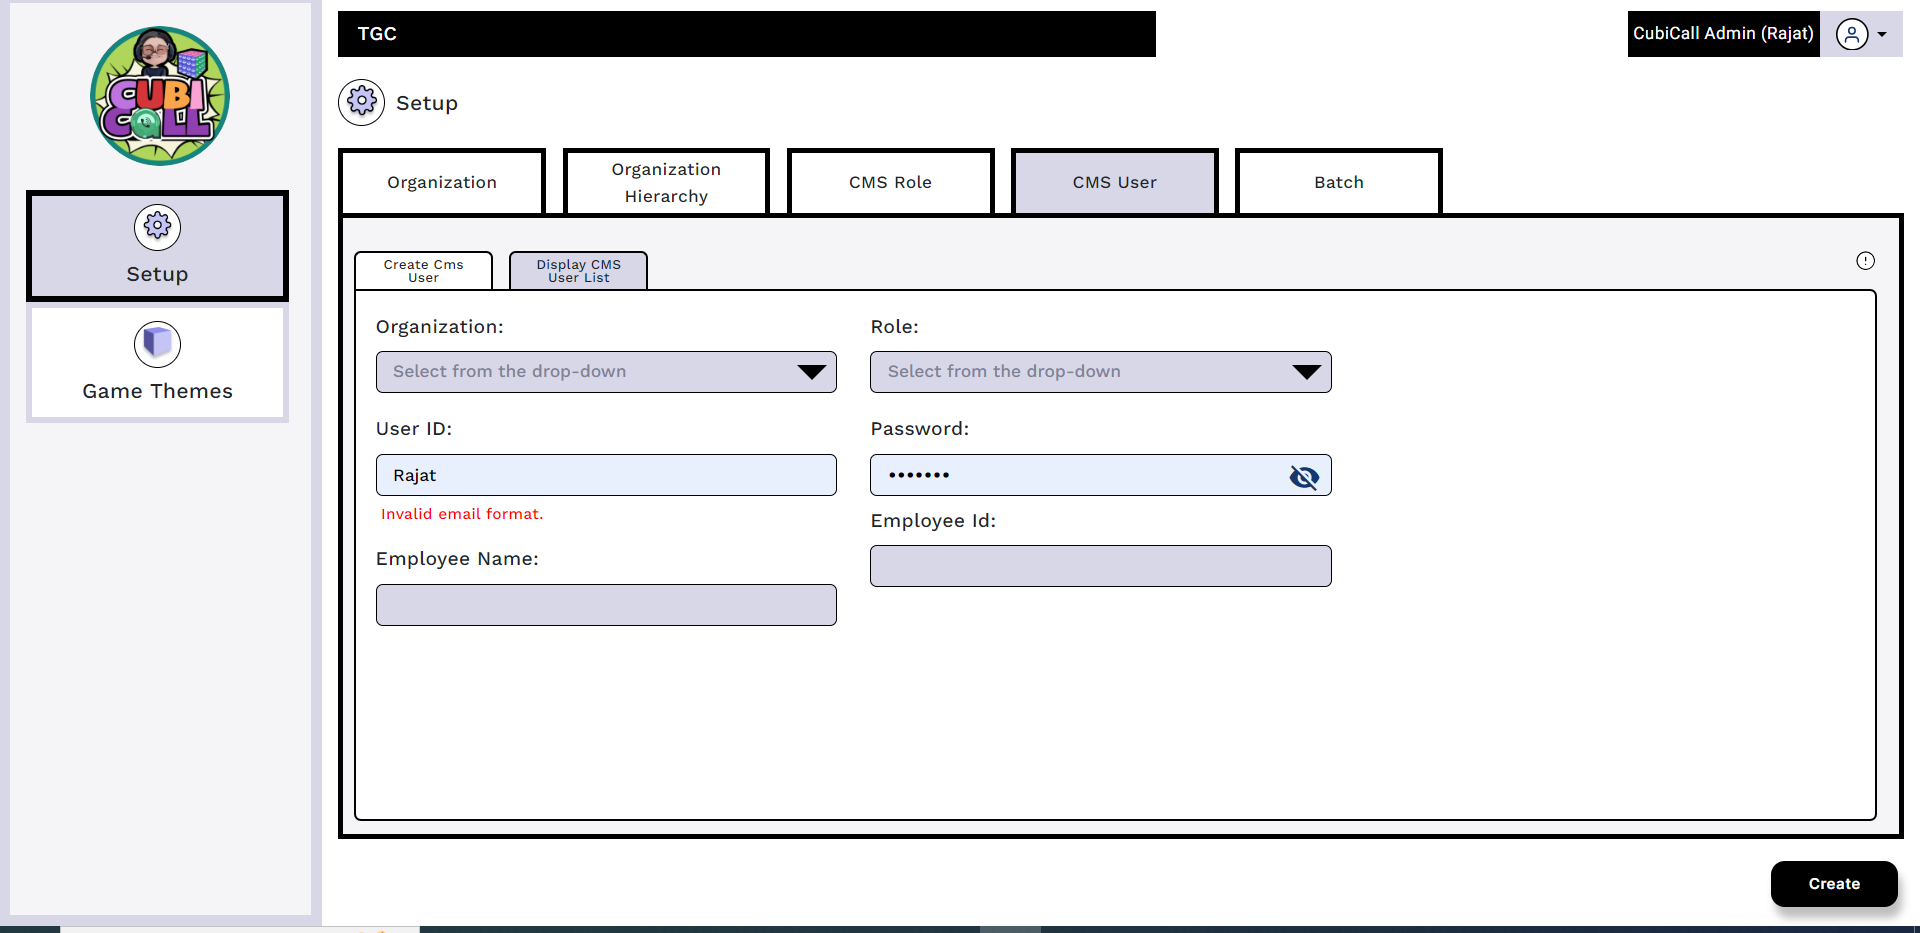 CUBI
CALL
TGC
CubiCall Admin (Rajat)
Setup
Organization
Organization
Hierarchy
CMS Role
CMS User
Batch
Setup
Game Themes
Create Cms
User
Display CMS
User List
Organization:
Select from the drop-down
Role:
Select from the drop-down
User ID:
Rajat
Invalid email format.
Password:
•••••••
Employee Id:
Employee Name:
Create